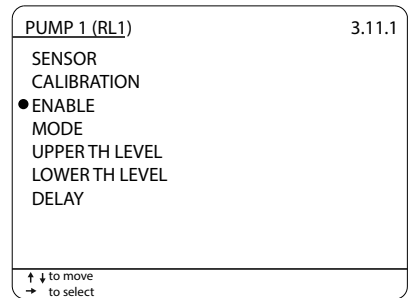 PUMP 1 (RL1) 3.11.1
SENSOR
CALIBRATION
ENABLE
MODE
UPPER TH LEVEL
LOWER TH LEVEL
DELAY
↑ ↓ to move
→ to select